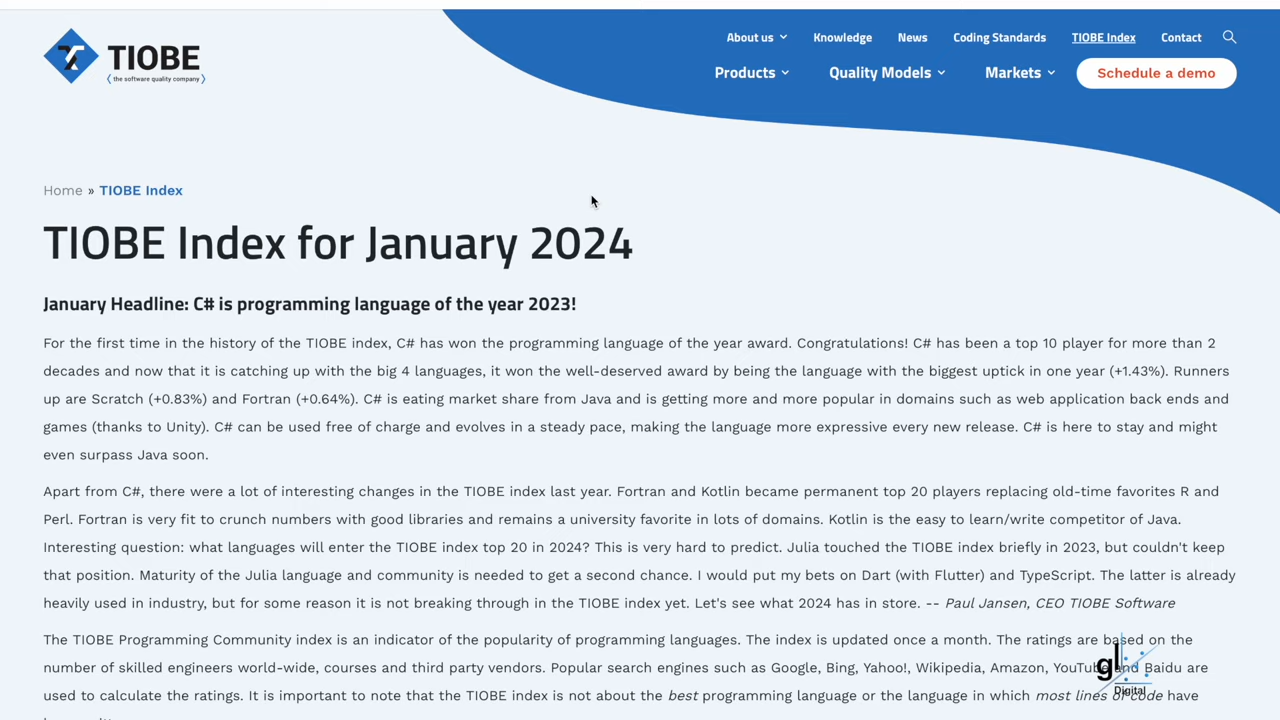 TIOBE
(the software quality company)
About us
Knowledge
News
Coding Standards
TIOBE Index
Contact
Products
Quality Models
Markets
Schedule a demo
Home » TIOBE Index
TIOBE Index for January 2024
January Headline: C# is programming language of the year 2023!
For the first time in the history of the TIOBE index, C# has won the programming language of the year award. Congratulations! C# has been a top 10 player for more than 2
decades and now that it is catching up with the big 4 languages, it won the well-deserved award by being the language with the biggest uptick in one year (+1.43%). Runners
up are Scratch (+0.83%) and Fortran (+0.64%). C# is eating market share from Java and is getting more and more popular in domains such as web application back ends and
games (thanks to Unity). C# can be used free of charge and evolves in a steady pace, making the language more expressive every new release. C# is here to stay and might
even surpass Java soon.
Apart from C#, there were a lot of interesting changes in the TIOBE index last year. Fortran and Kotlin became permanent top 20 players replacing old-time favorites R and
Perl. Fortran is very fit to crunch numbers with good libraries and remains a university favorite in lots of domains. Kotlin is the easy to learn/write competitor of Java.
Interesting question: what languages will enter the TIOBE index top 20 in 2024? This is very hard to predict. Julia touched the TIOBE index briefly in 2023, but couldn't keep
that position. Maturity of the Julia language and community is needed to get a second chance. I would put my bets on Dart (with Flutter) and TypeScript. The latter is already
heavily used in industry, but for some reason it is not breaking through in the TIOBE index yet. Let's see what 2024 has in store. -- Paul Jansen, CEO TIOBE Software
The TIOBE Programming Community index is an indicator of the popularity of programming languages. The index is updated once a month. The ratings are based on the
number of skilled engineers world-wide, courses and third party vendors. Popular search engines such as Google, Bing, Yahoo!, Wikipedia, Amazon, YouTube and Baidu are
used to calculate the ratings. It is important to note that the TIOBE index is not about the best programming language or the language in which most lines of code have
gl
Digital